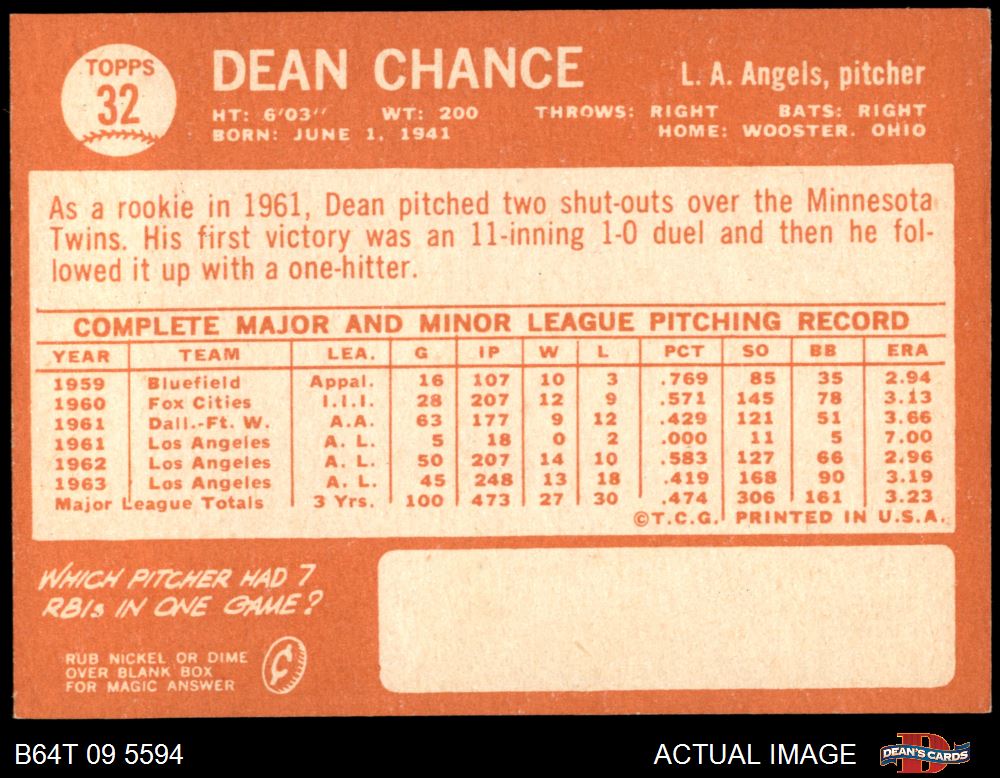 TOPPS
32
DEAN CHANCE
L. A. Angels, pitcher
HT: 6'03" WT: 200 THROWS: RIGHT BATS: RIGHT
BORN: JUNE 1, 1941 HOME: WOOSTER, OHIO
As a rookie in 1961, Dean pitched two shut-outs over the Minnesota
Twins. His first victory was an 11-inning 1-0 duel and then he fol-
lowed it up with a one-hitter.
COMPLETE MAJOR AND MINOR LEAGUE PITCHING RECORD
YEAR TEAM LEA. G IP W L PCT SO BB ERA
1959 Bluefield Appal. 16 107 10 3 .769 85 35 2.94
1960 Fox Cities I.I.I. 28 207 12 9 .571 145 78 3.13
1961 Dall.-Ft. W. A.A. 63 177 9 12 .429 121 51 3.66
1961 Los Angeles A. L. 5 18 0 2 .000 11 5 7.00
1962 Los Angeles A. L. 50 207 14 10 .583 127 66 2.96
1963 Los Angeles A. L. 45 248 13 18 .419 168 90 3.19
Major League Totals 3 Yrs. 100 473 27 30 .474 306 161 3.23
©T.C.G. PRINTED IN U.S.A.
WHICH PITCHER HAD 7
RBIs IN ONE GAME?
RUB NICKEL OR DIME
OVER BLANK BOX
FOR MAGIC ANSWER
¢
B64T 09 5594
ACTUAL IMAGE
D
DEAN'S CARDS